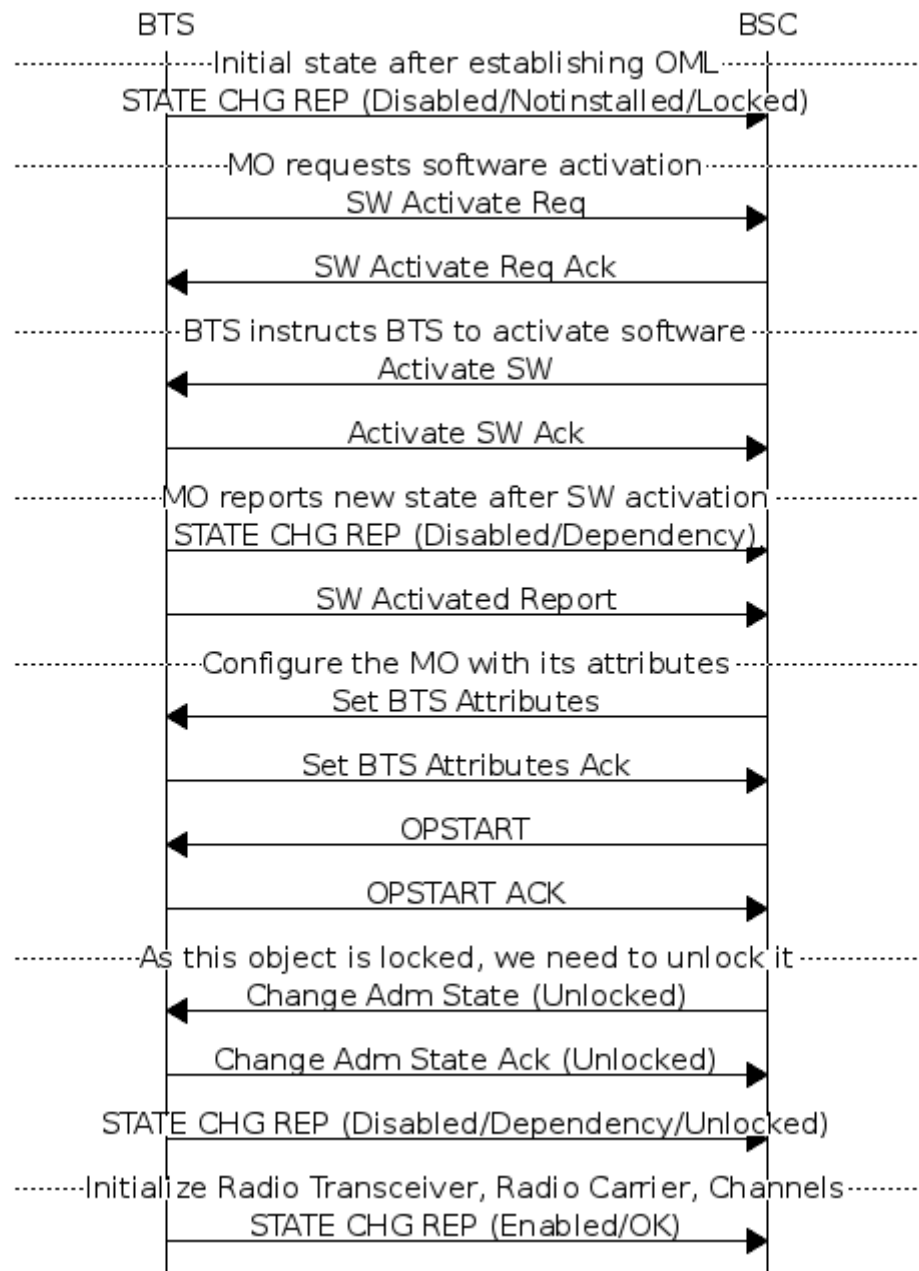 BTS BSC
Initial state after establishing OML
STATE CHG REP (Disabled/Notinstalled/Locked)
MO requests software activation
SW Activate Req
SW Activate Req Ack
BTS instructs BTS to activate software
Activate SW
Activate SW Ack
MO reports new state after SW activation
STATE CHG REP (Disabled/Dependency)
SW Activated Report
Configure the MO with its attributes
Set BTS Attributes
Set BTS Attributes Ack
OPSTART
OPSTART ACK
As this object is locked, we need to unlock it
Change Adm State (Unlocked)
Change Adm State Ack (Unlocked)
STATE CHG REP (Disabled/Dependency/Unlocked)
Initialize Radio Transceiver, Radio Carrier, Channels
STATE CHG REP (Enabled/OK)